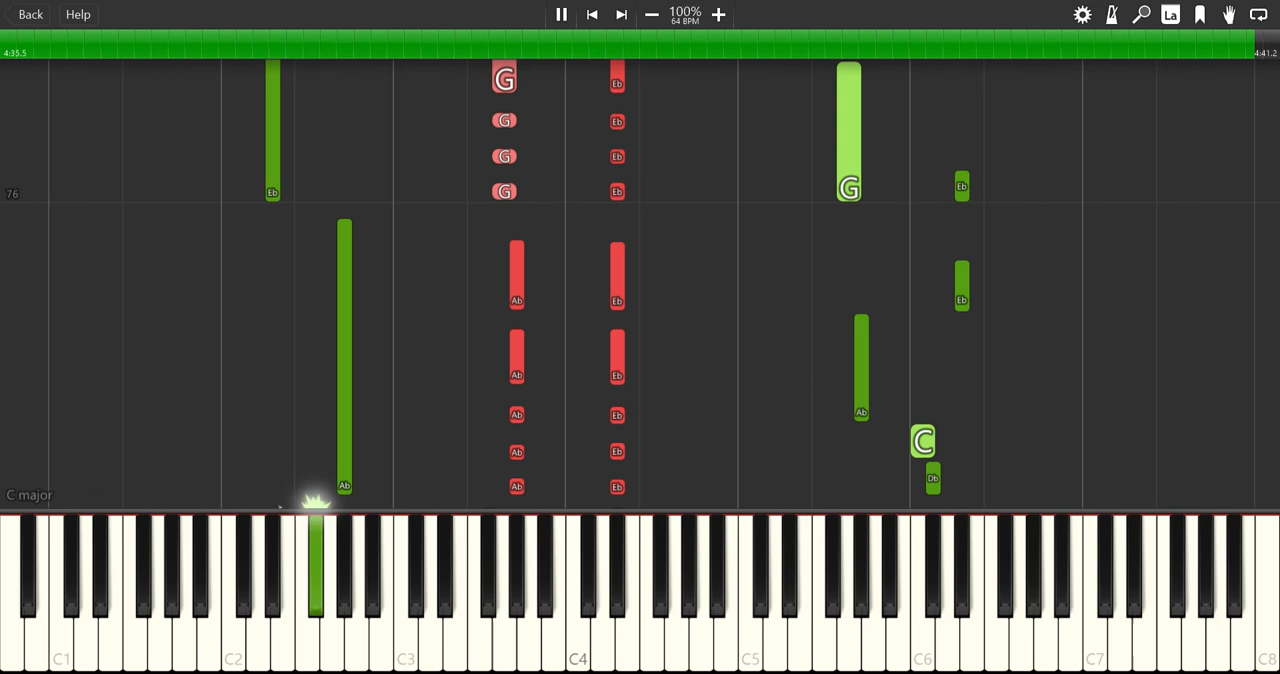 Back Help 100% La
64 BPM
4:35.5 4:41.2
G Eb
G Eb
G Eb
Eb G Eb G Eb
76
Ab Eb Eb
Ab Eb
Ab Eb Ab
C
Ab Eb
Db
Ab Ab Eb
C major
C1 C2 C3 C4 C5 C6 C7 C8